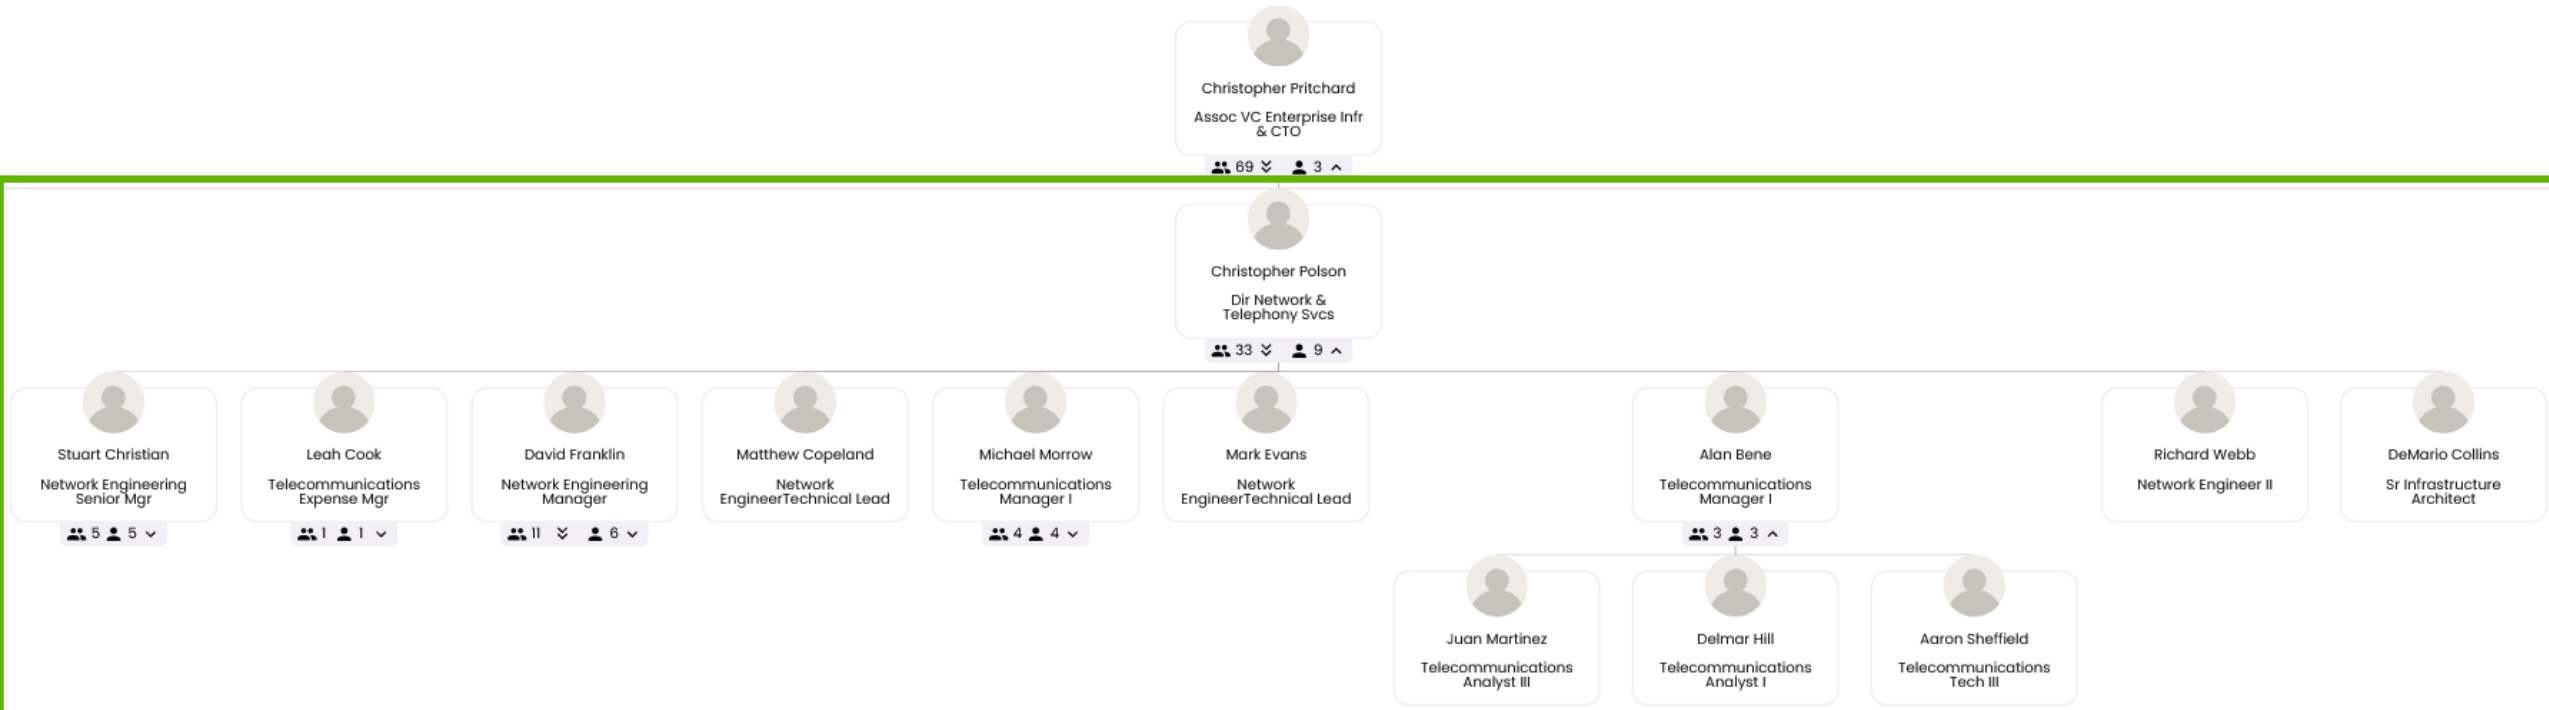 Christopher Pritchard
Assoc VC Enterprise Infr
& CTO
69 3
Christopher Polson
Dir Network &
Telephony Svcs
33 9
Stuart Christian
Network Engineering
Senior Mgr
5 5
Leah Cook
Telecommunications
Expense Mgr
1 1
David Franklin
Network Engineering
Manager
11 6
Matthew Copeland
Network
EngineerTechnical Lead
Michael Morrow
Telecommunications
Manager I
4 4
Mark Evans
Network
EngineerTechnical Lead
Alan Bene
Telecommunications
Manager I
3 3
Richard Webb
Network Engineer II
DeMario Collins
Sr Infrastructure
Architect
Juan Martinez
Telecommunications
Analyst III
Delmar Hill
Telecommunications
Analyst I
Aaron Sheffield
Telecommunications
Tech III